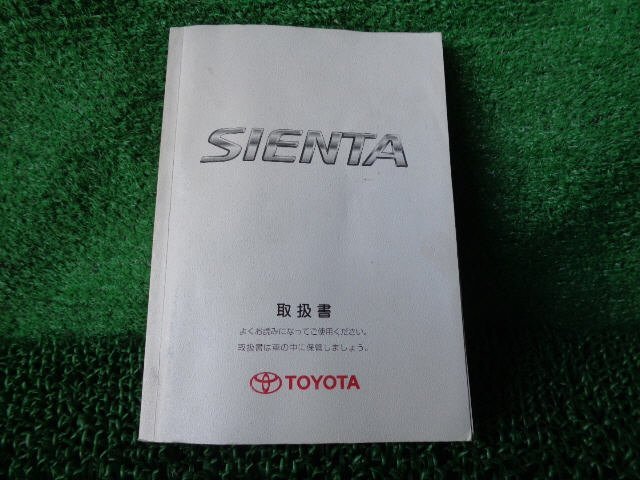 SIENTA
取扱書
よくお読みになってご使用ください。
取扱書は車の中に保管しましょう。
TOYOTA